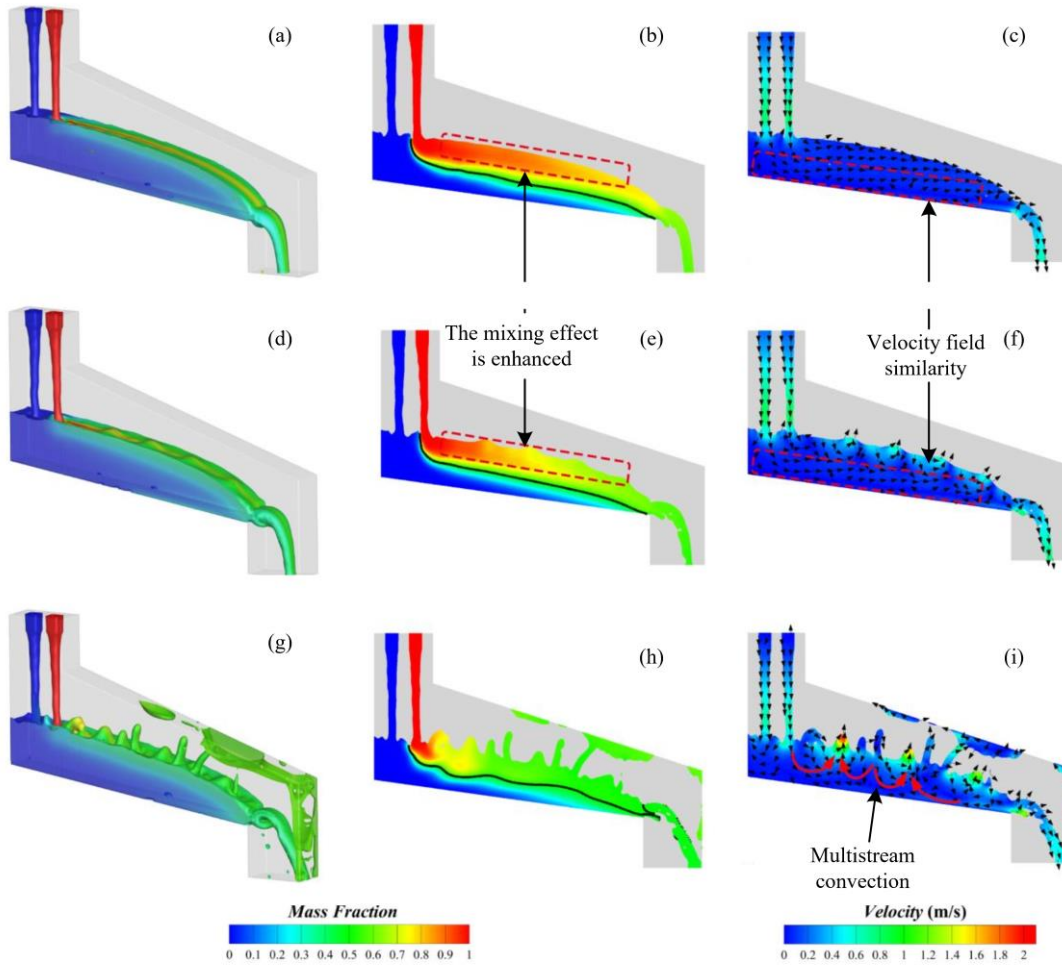 (a)
(b)
(c)
(d)
The mixing effect
is enhanced
(e)
Velocity field
similarity
(f)
(g)
(h)
(i)
Multistream
convection
Mass Fraction
0 0.1 0.2 0.3 0.4 0.5 0.6 0.7 0.8 0.9 1
Velocity (m/s)
0 0.2 0.4 0.6 0.8 1 1.2 1.4 1.6 1.8 2